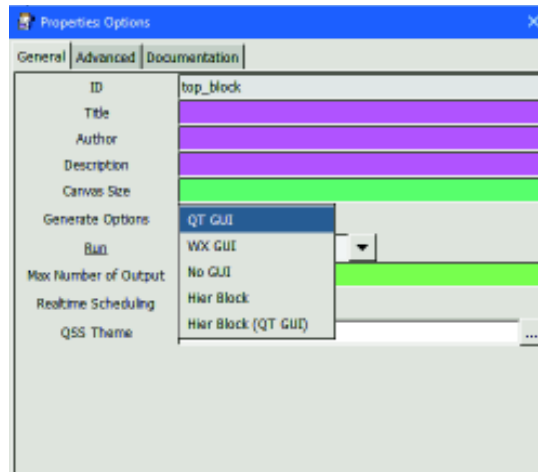 Properties: Options
General Advanced Documentation
ID top_block
Title
Author
Description
Canvas Size
Generate Options QT GUI
WX GUI
Run
No GUI
Max Number of Output
Hier Block
Realtime Scheduling
Hier Block (QT GUI)
QSS Theme ...